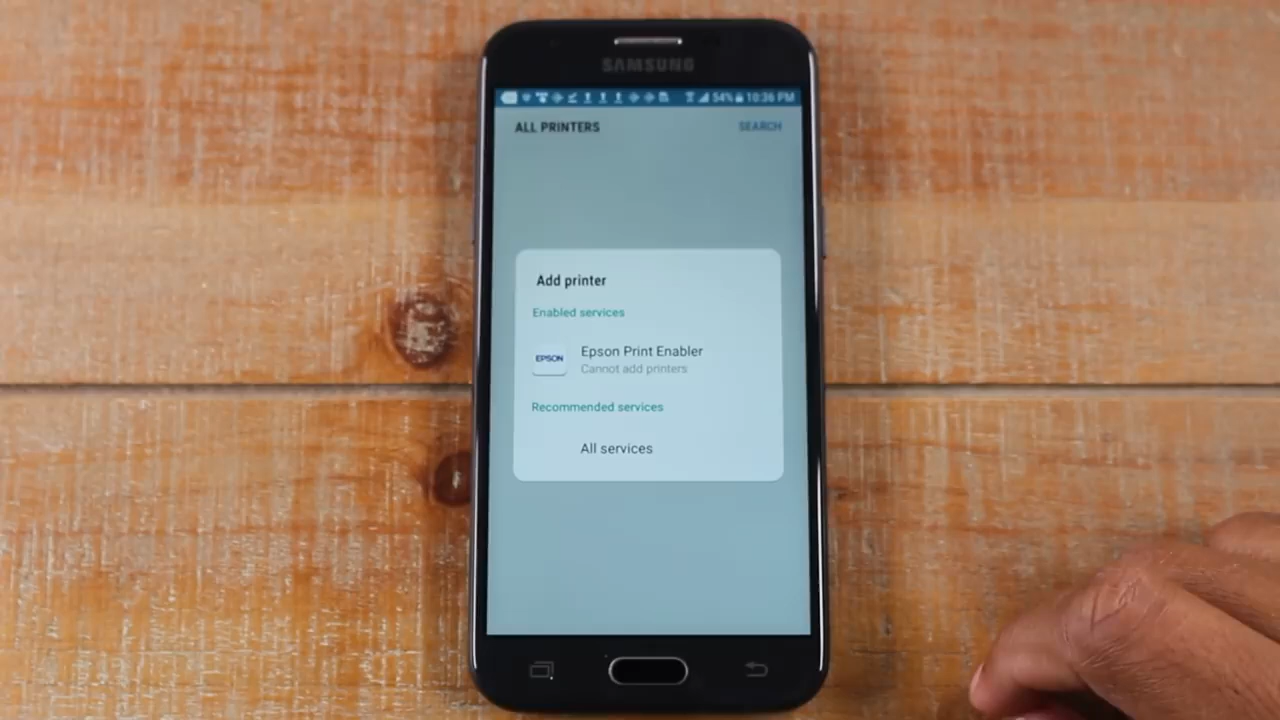 SAMSUNG
54% 10:36 PM
ALL PRINTERS
SEARCH
Add printer
Enabled services
EPSON
Epson Print Enabler
Cannot add printers
Recommended services
All services